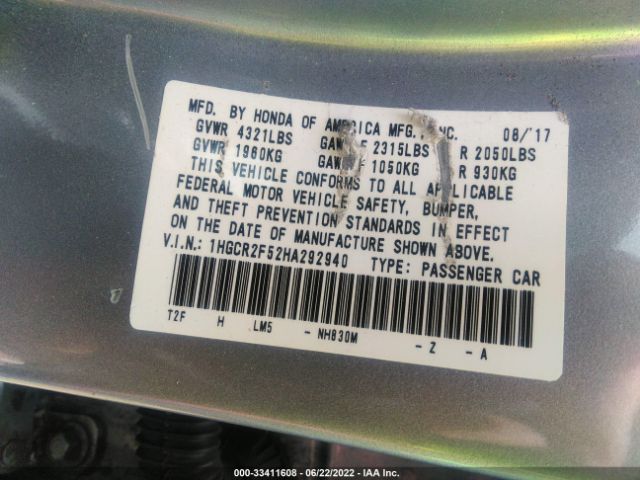 MFD. BY HONDA OF AMERICA MFG., INC. 08/'17
GVWR 4321LBS GAWR F 2315LBS R 2050LBS
GVWR 1960KG GAWR F 1050KG R 930KG
THIS VEHICLE CONFORMS TO ALL APPLICABLE
FEDERAL MOTOR VEHICLE SAFETY, BUMPER,
AND THEFT PREVENTION STANDARDS IN EFFECT
ON THE DATE OF MANUFACTURE SHOWN ABOVE.
V.I.N.: 1HGCR2F52HA292940 TYPE: PASSENGER CAR
T2F H LM5 - NH830M - Z - A
000-33411608 - 06/22/2022 - IAA Inc.